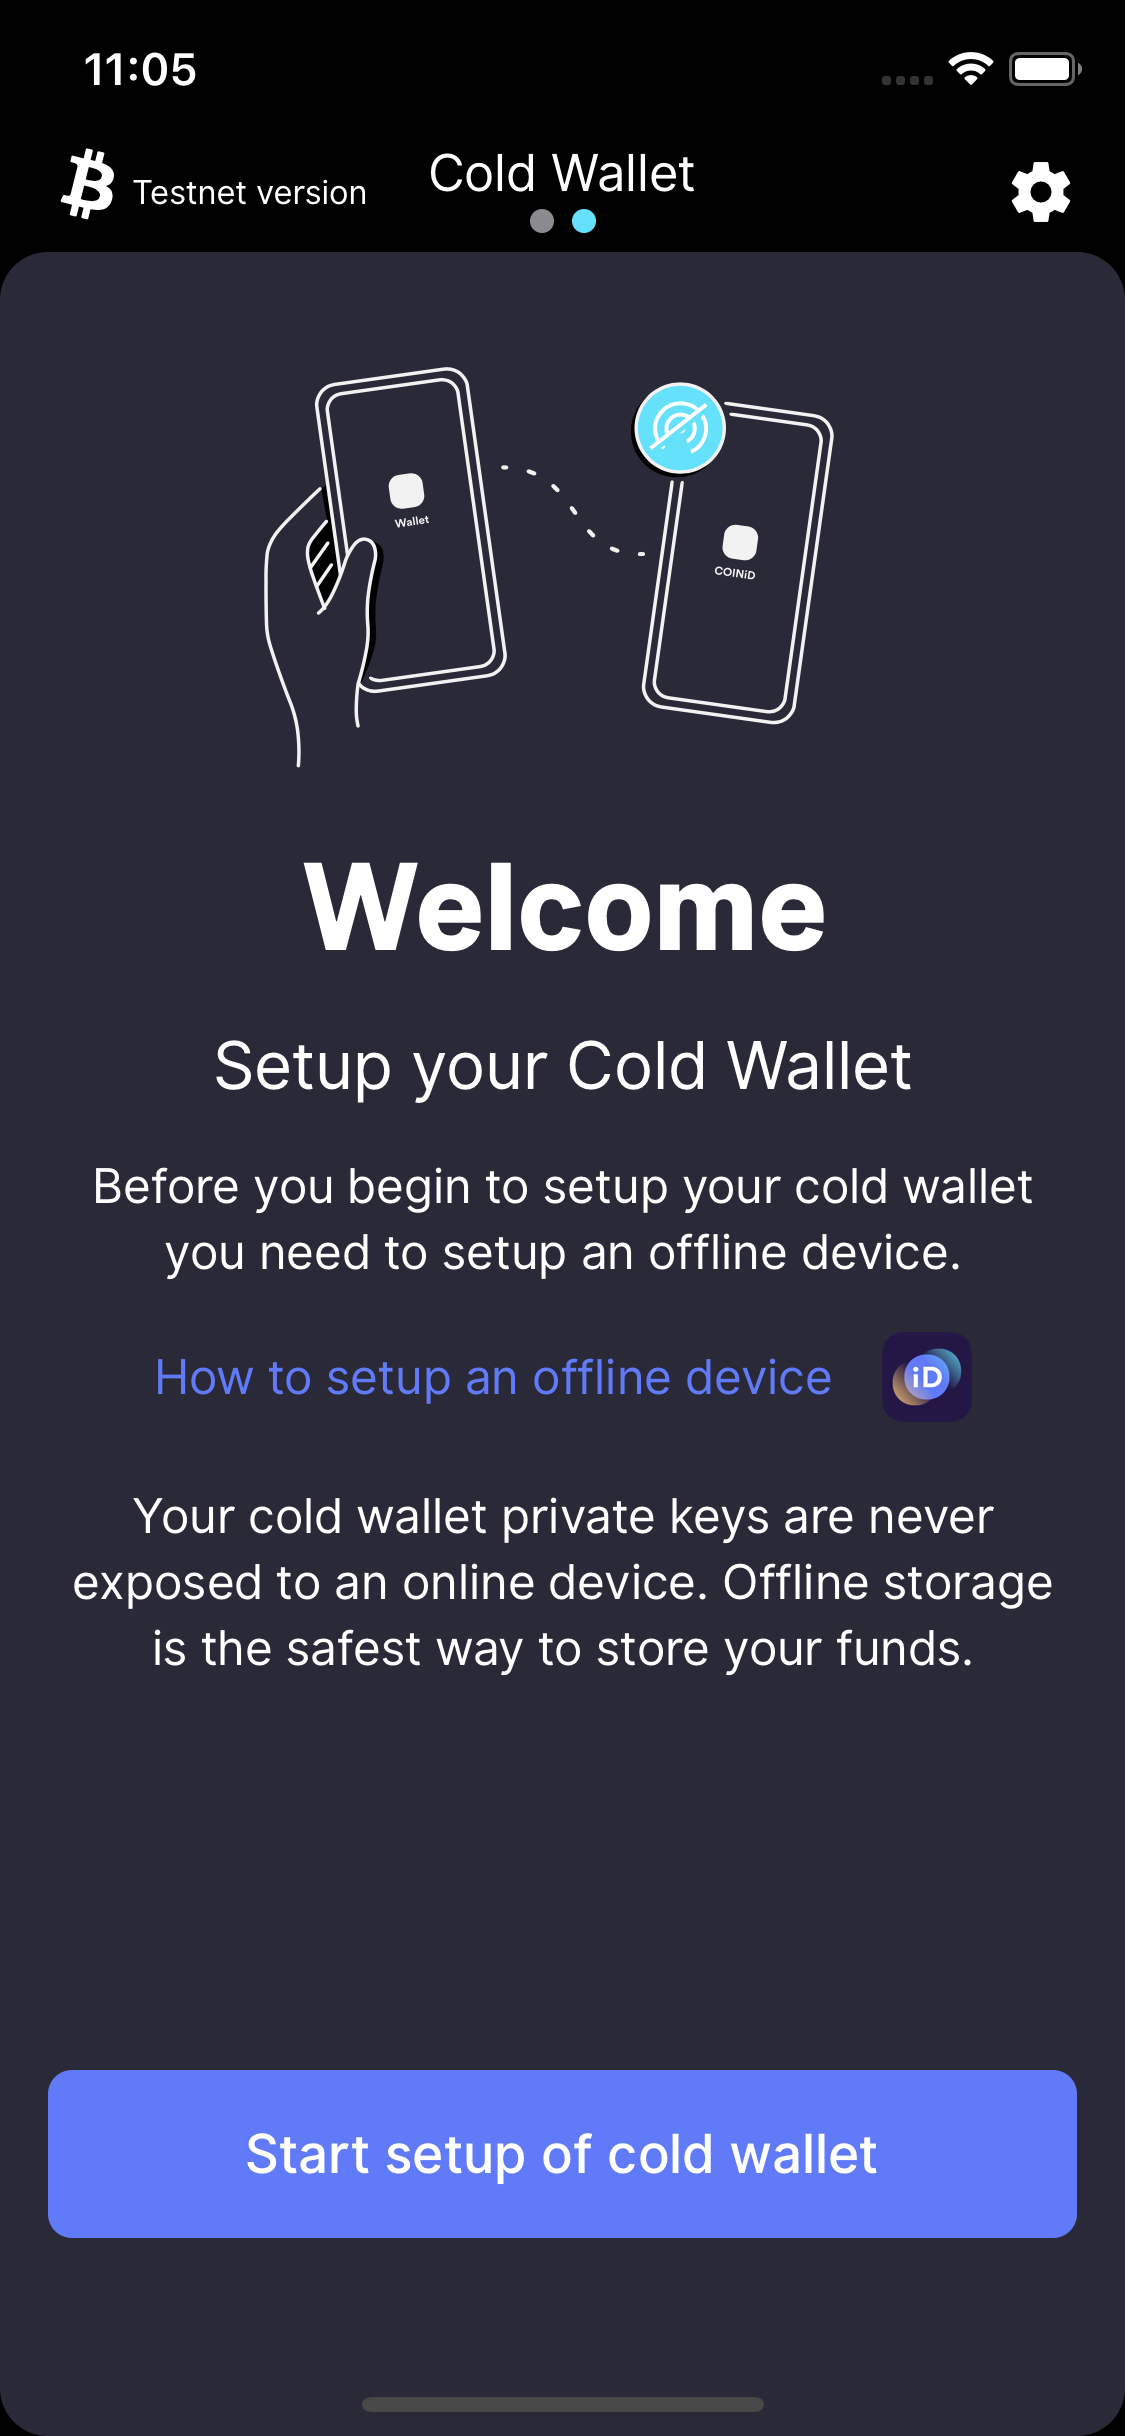 11:05
Testnet version
Cold Wallet
Wallet
COINiD
Welcome
Setup your Cold Wallet
Before you begin to setup your cold wallet
you need to setup an offline device.
How to setup an offline device
iD
Your cold wallet private keys are never
exposed to an online device. Offline storage
is the safest way to store your funds.
Start setup of cold wallet